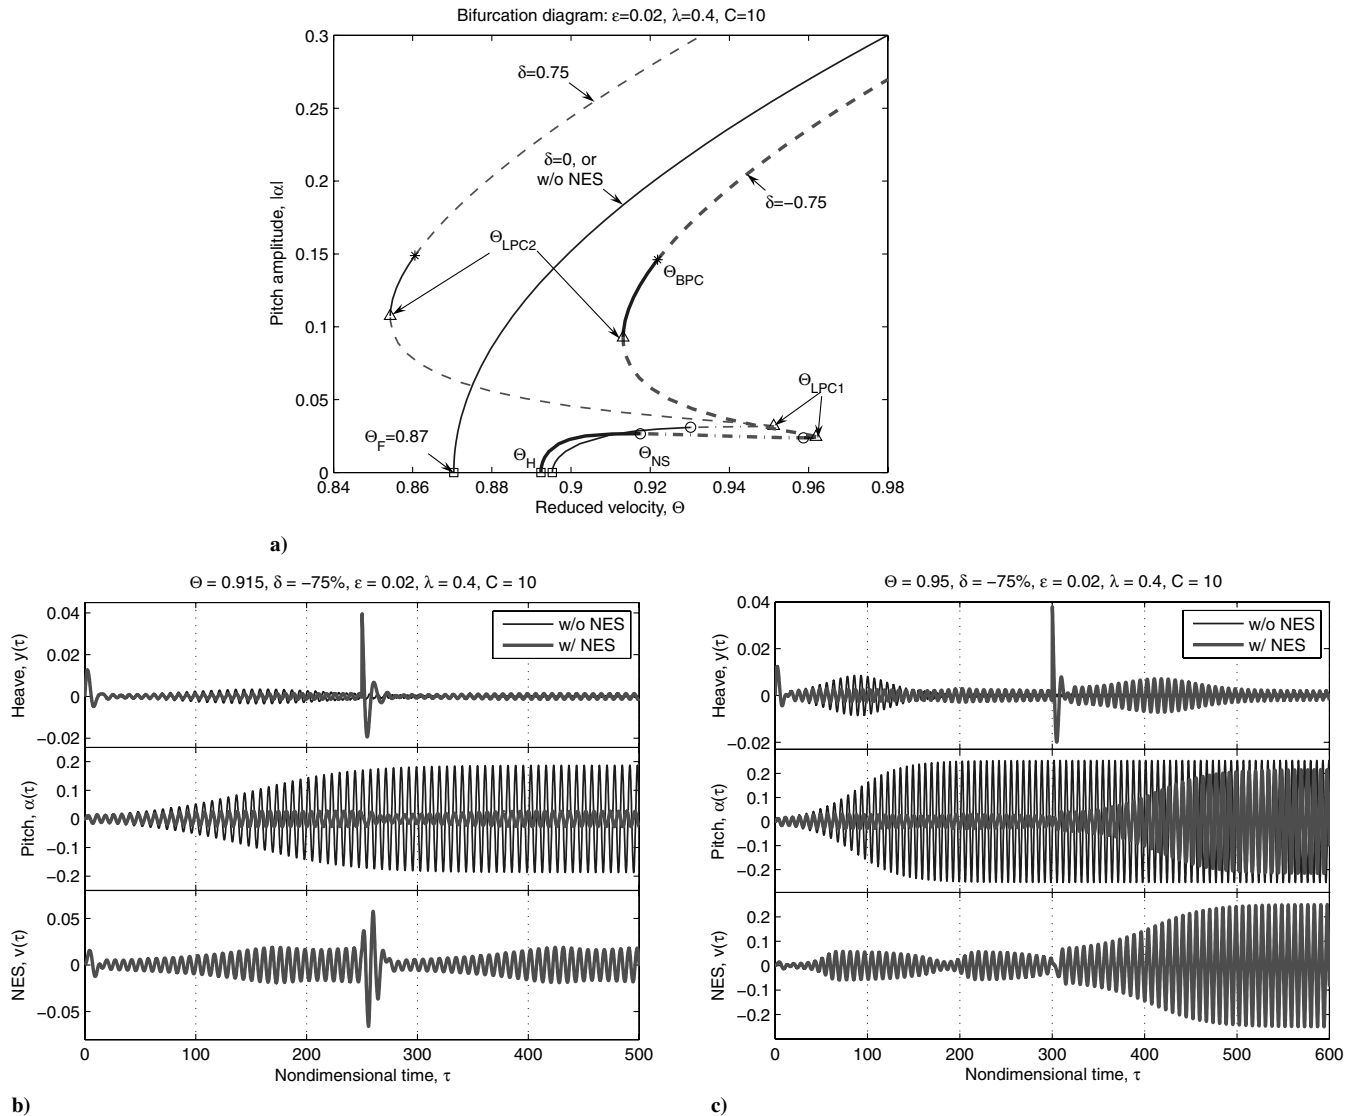 Bifurcation diagram: ε=0.02, λ=0.4, C=10
0.3
0.25
0.2
0.15
0.1
0.05
0
Pitch amplitude, |α|
δ=0.75
δ=0, or
w/o NES
δ=−0.75
Θ_LPC2
Θ_BPC
Θ_LPC1
Θ_F=0.87
Θ_H
Θ_NS
0.84 0.86 0.88 0.9 0.92 0.94 0.96 0.98
Reduced velocity, Θ
a)
Θ = 0.915, δ = −75%, ε = 0.02, λ = 0.4, C = 10
w/o NES
w/ NES
Heave, y(τ)
0.04
0.02
0
−0.02
Pitch, α(τ)
0.2
0.1
0
−0.1
−0.2
NES, v(τ)
0.05
0
−0.05
0 100 200 300 400 500
Nondimensional time, τ
b)
Θ = 0.95, δ = −75%, ε = 0.02, λ = 0.4, C = 10
w/o NES
w/ NES
Heave, y(τ)
0.04
0.02
0
−0.02
Pitch, α(τ)
0.2
0.1
0
−0.1
−0.2
NES, v(τ)
0.2
0.1
0
−0.1
−0.2
0 100 200 300 400 500 600
Nondimensional time, τ
c)